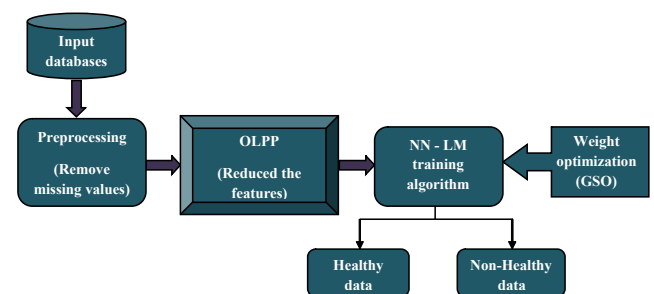 Input
databases
Preprocessing
(Remove
missing values)
OLPP
(Reduced the
features)
NN - LM
training
algorithm
Weight
optimization
(GSO)
Healthy
data
Non-Healthy
data